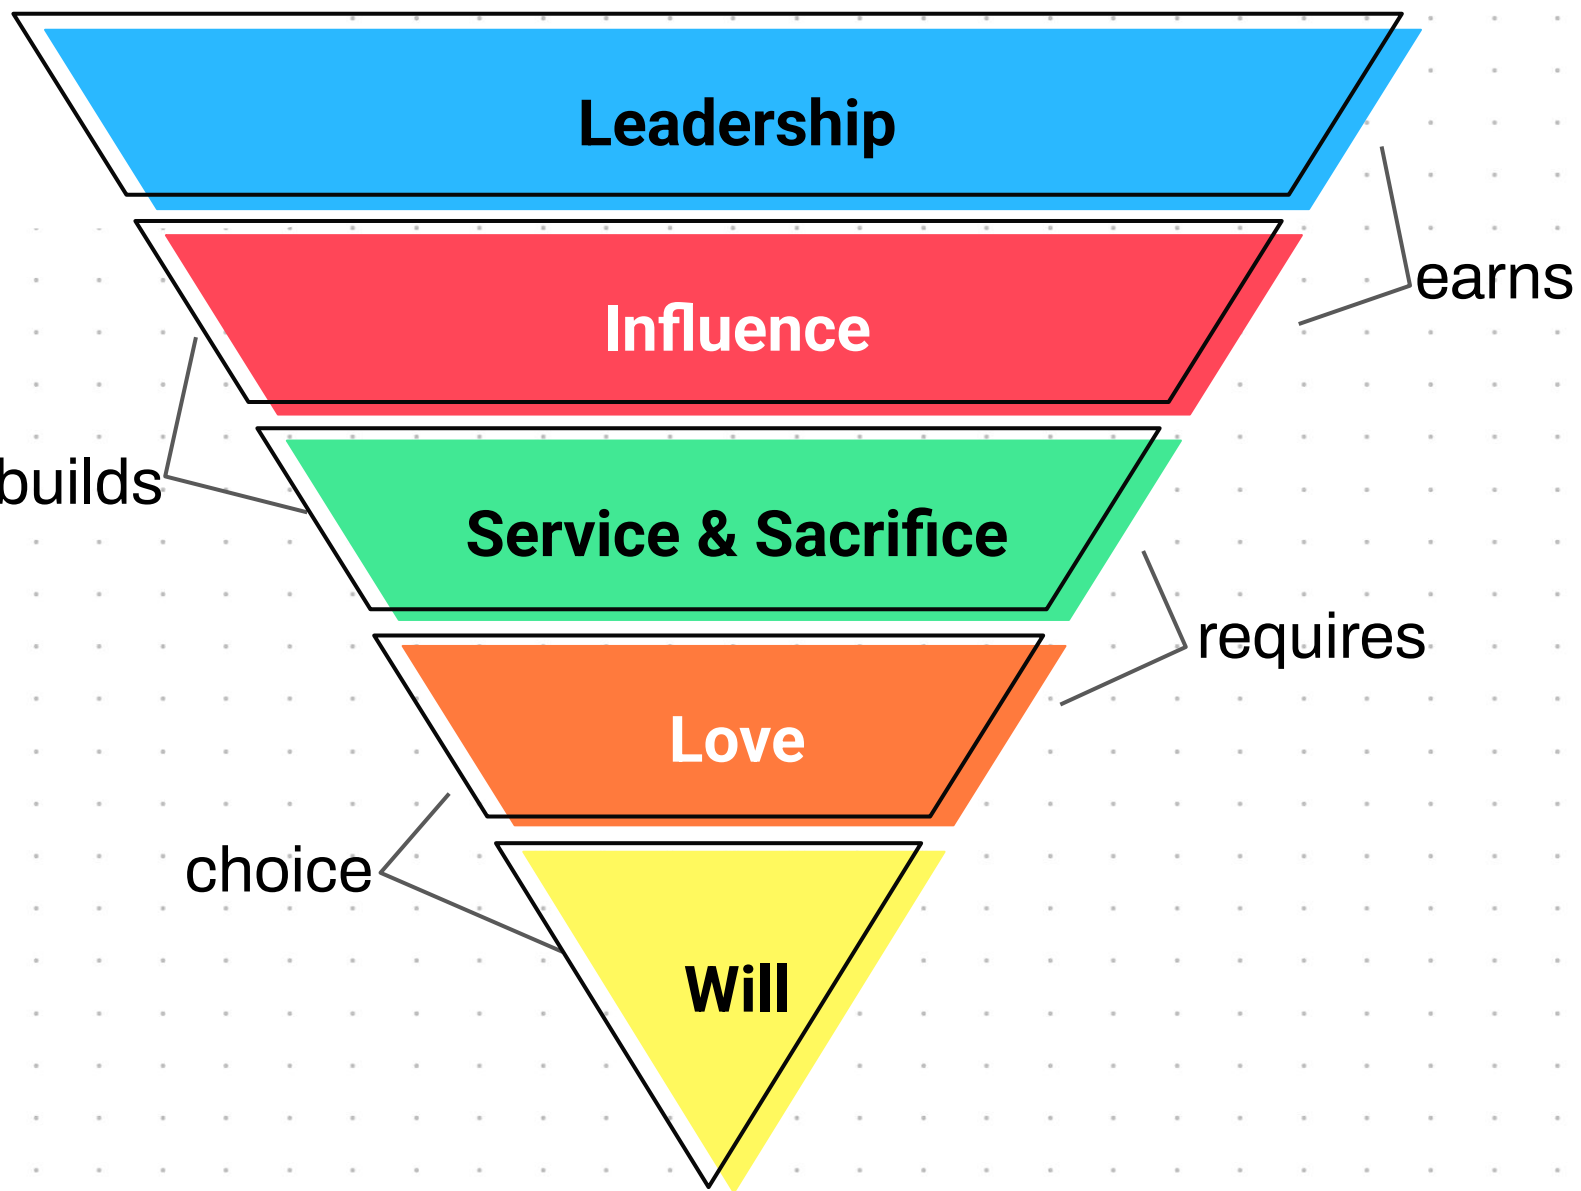 Leadership
earns
Influence
builds
Service & Sacrifice
requires
Love
choice
Will